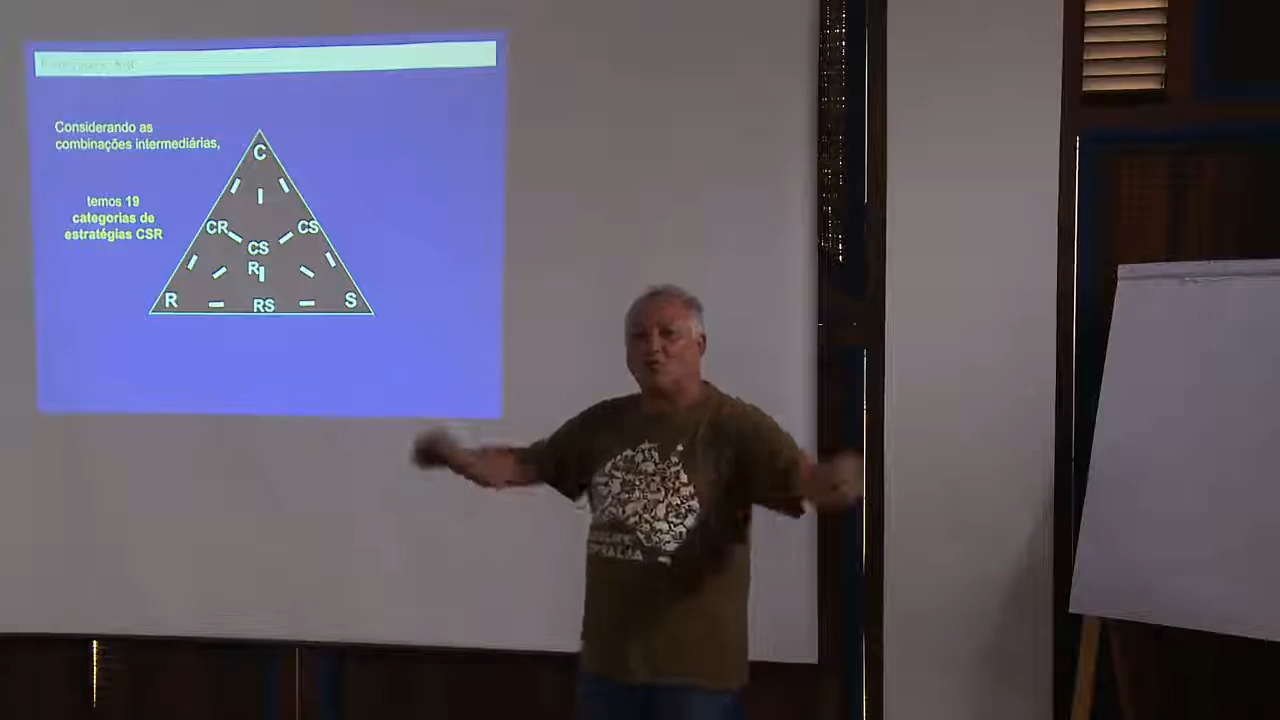 Considerando as
combinações intermediárias,
temos 19
categorias de
estratégias CSR
C
CR
CS
CS
R
R
RS
S